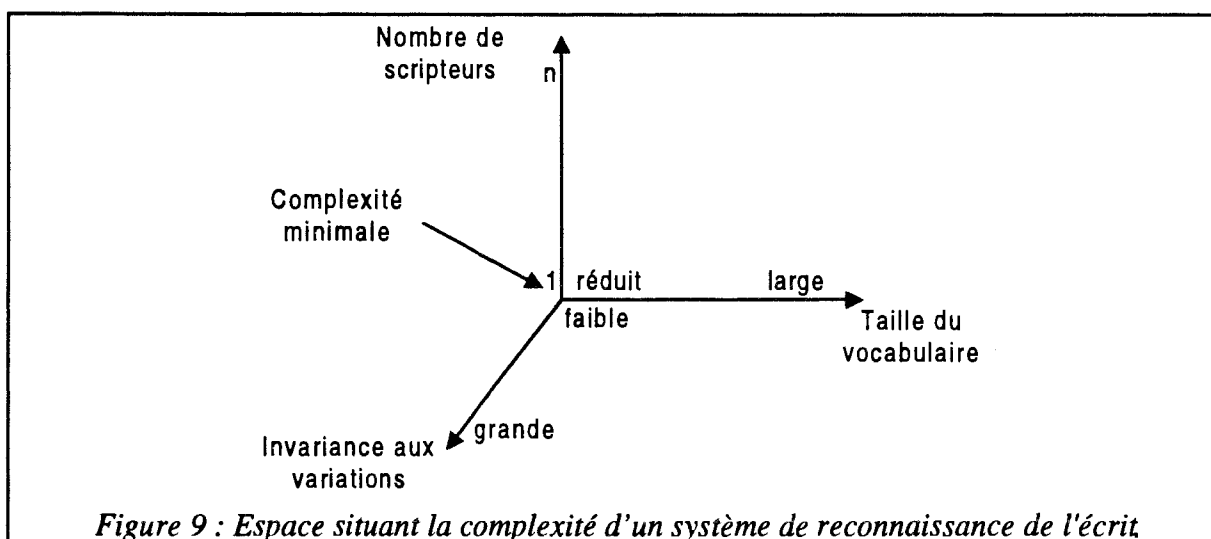 Nombre de
scripteurs
n
Complexité
minimale
1 réduit large
faible
Taille du
vocabulaire
grande
Invariance aux
variations
Figure 9 : Espace situant la complexité d'un système de reconnaissance de l'écrit